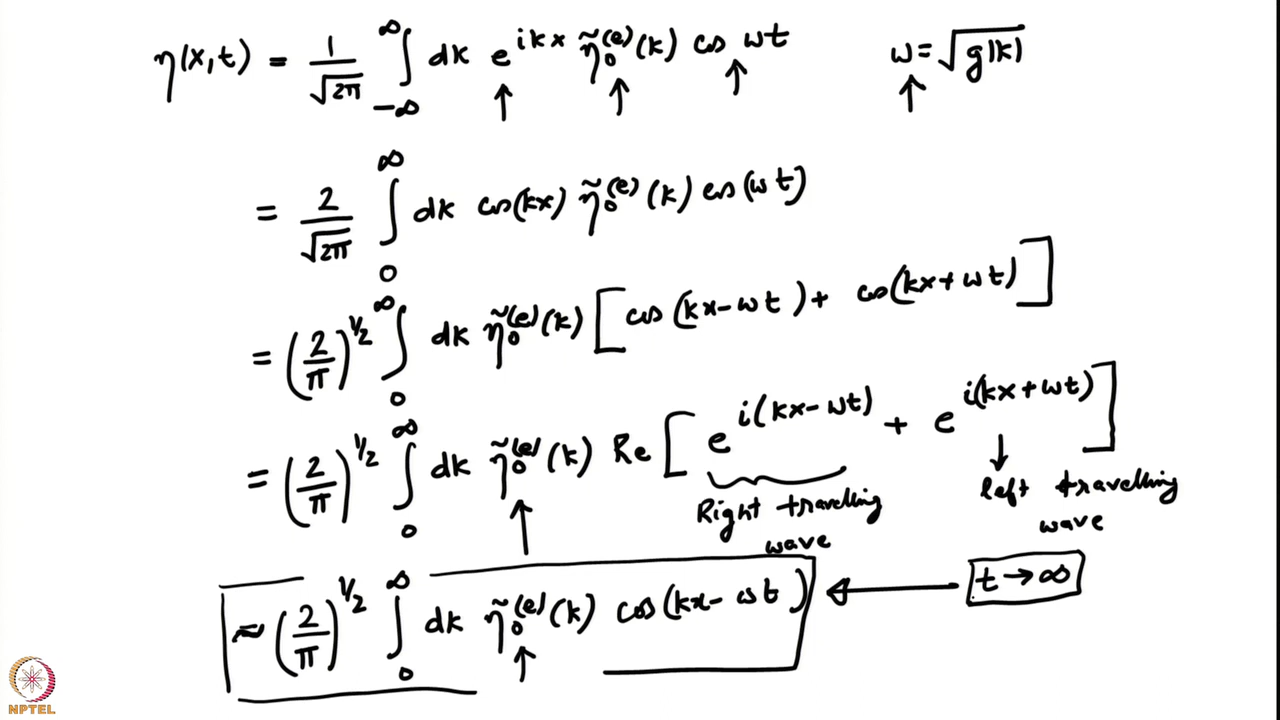 η(x,t) = 1/√2π ∫_{-∞}^{∞} dk e^{ikx} η̃₀^{(e)}(k) cos ωt    ω = √g|k|
= 2/√2π ∫_0^∞ dk cos(kx) η̃₀^{(e)}(k) cos(ωt)
= (2/π)^{1/2} ∫_0^∞ dk η̃₀^{(e)}(k) [cos(kx-ωt) + cos(kx+ωt)]
= (2/π)^{1/2} ∫_0^∞ dk η̃₀^{(e)}(k) Re [e^{i(kx-ωt)} + e^{i(kx+ωt)}]
Right travelling wave
left travelling wave
≈ (2/π)^{1/2} ∫_0^∞ dk η̃₀^{(e)}(k) cos(kx-ωt)    t→∞
NPTEL